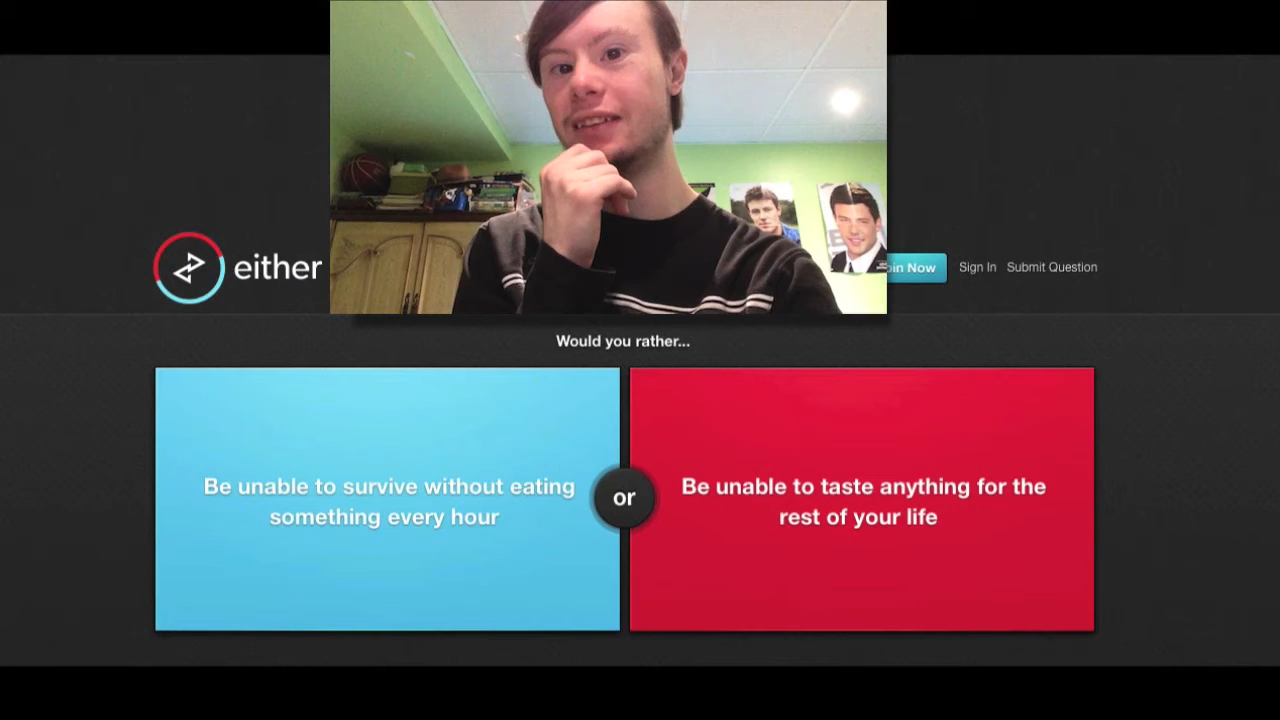 either
oin Now
Sign In
Submit Question
Would you rather...
Be unable to survive without eating
something every hour
or
Be unable to taste anything for the
rest of your life